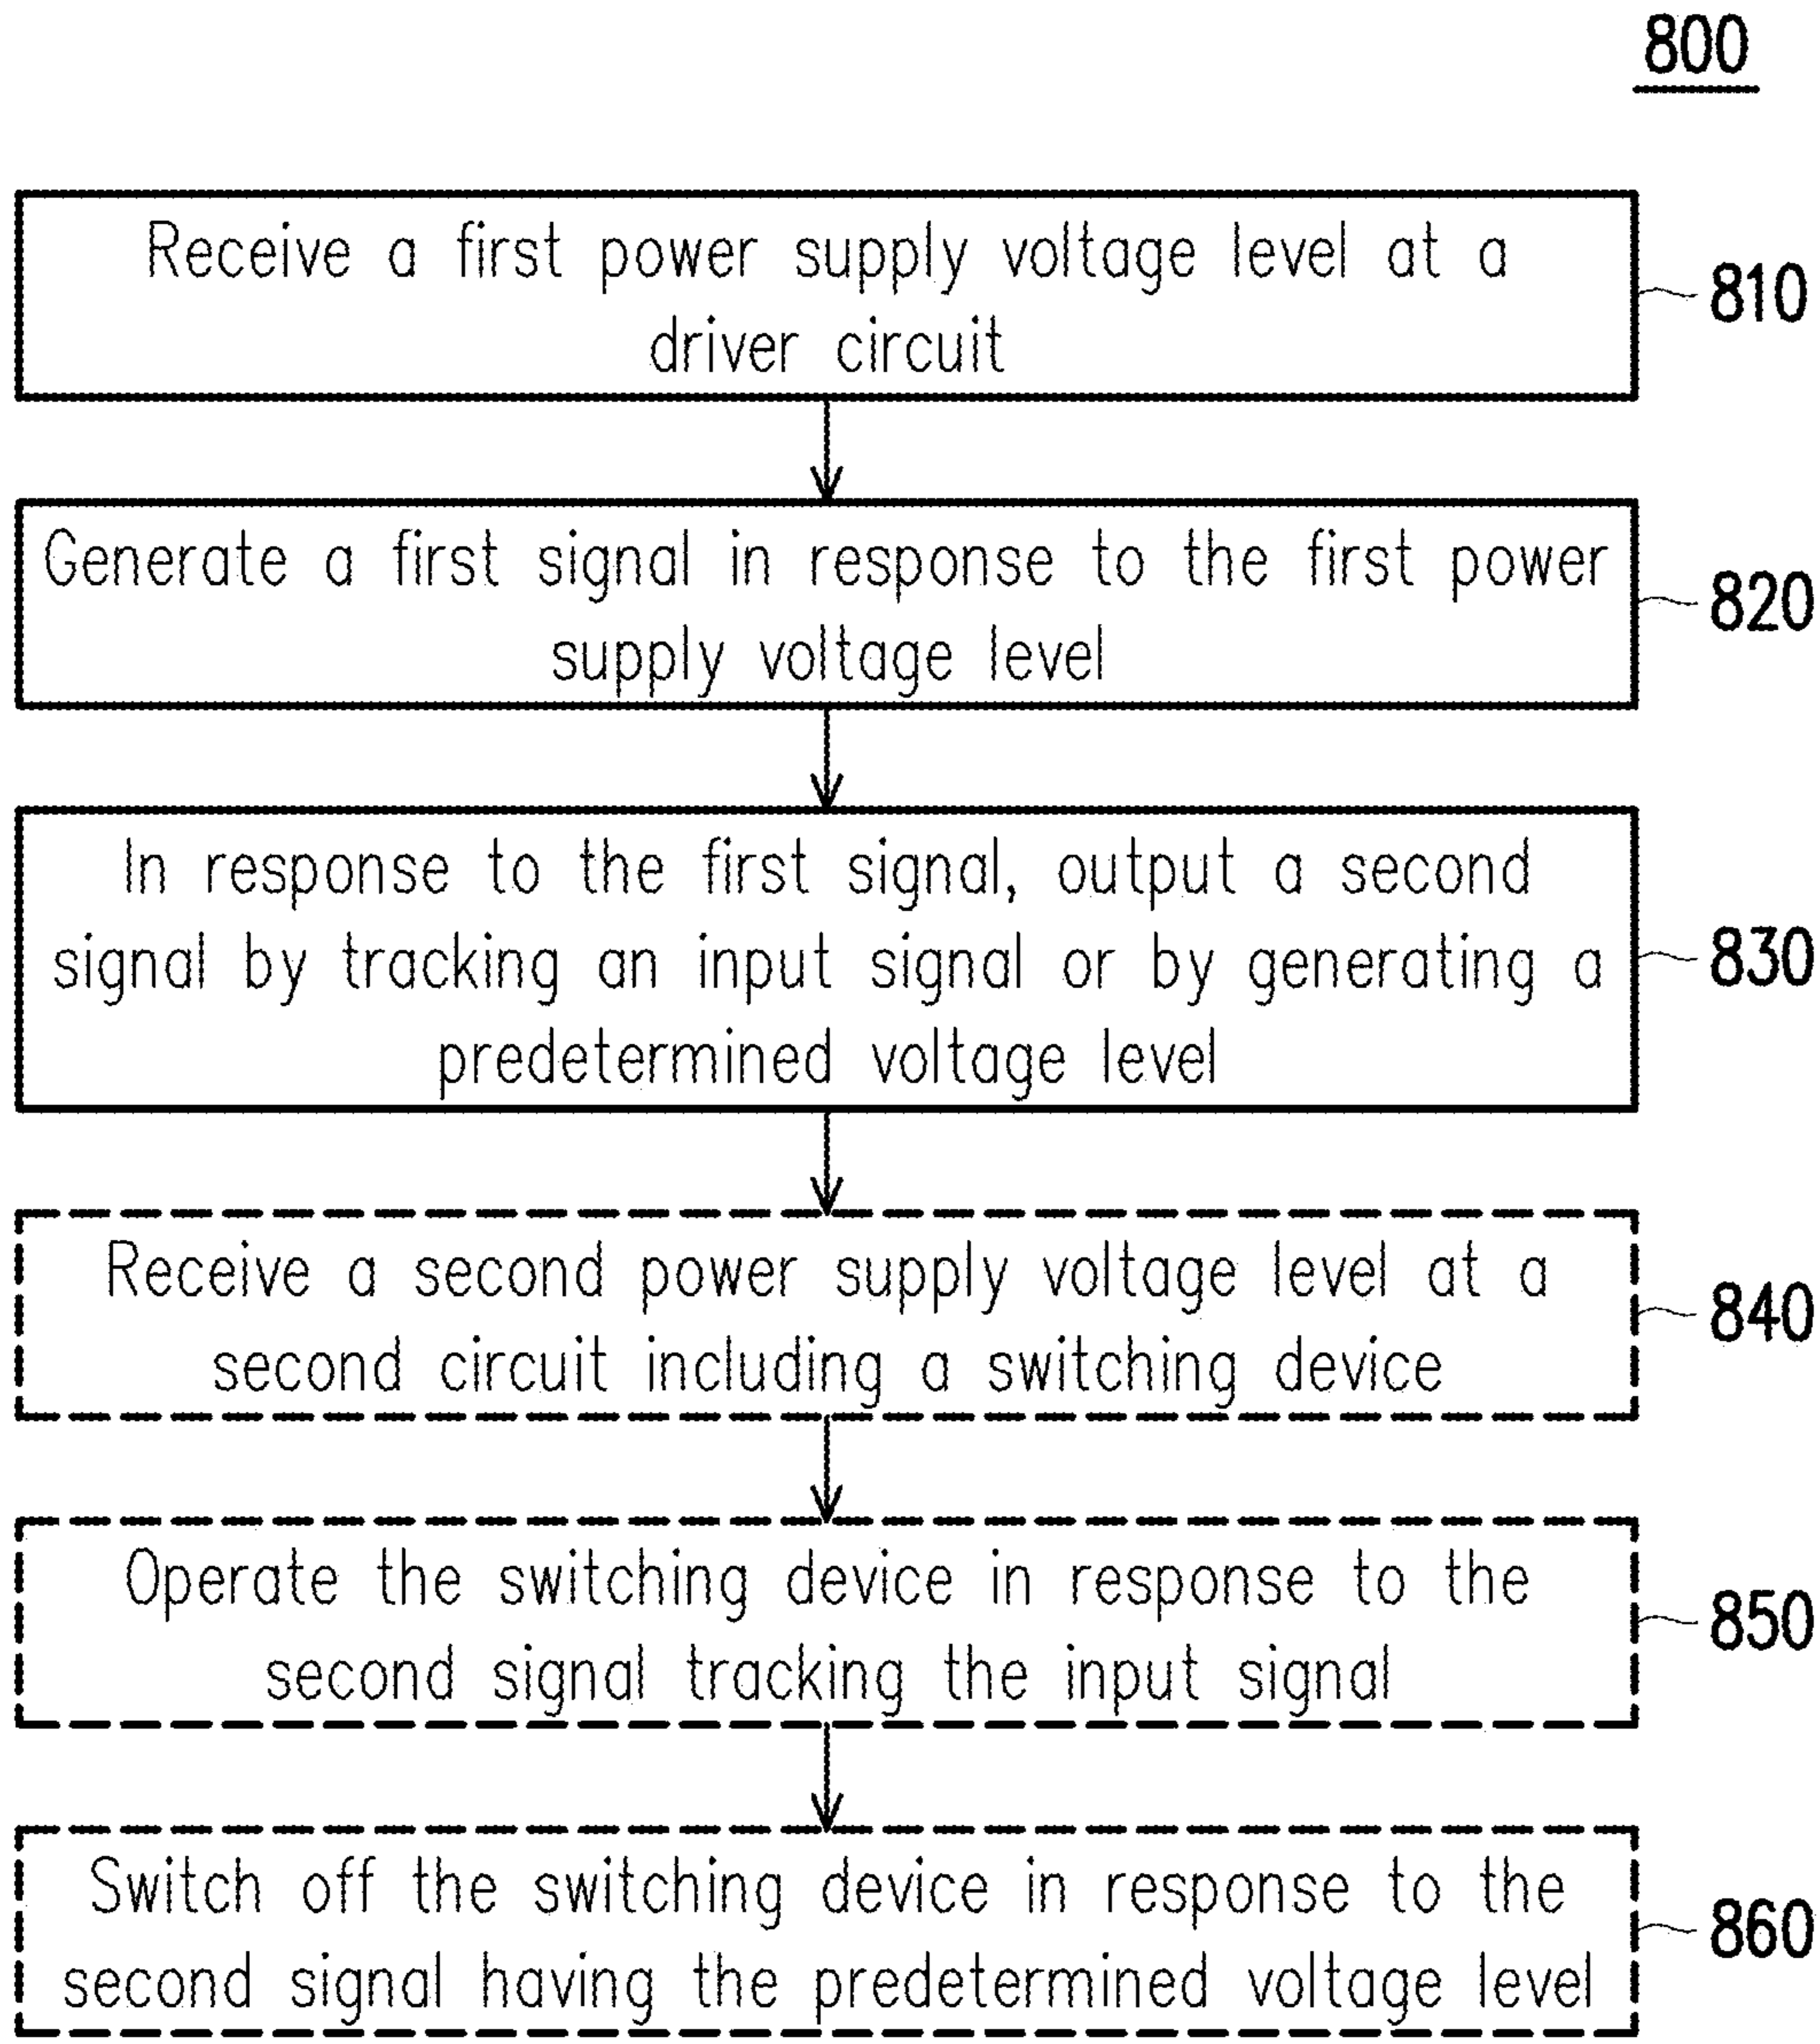 800
Receive a first power supply voltage level at a
driver circuit
810
Generate a first signal in response to the first power
supply voltage level
820
In response to the first signal, output a second
signal by tracking an input signal or by generating a
predetermined voltage level
830
Receive a second power supply voltage level at a
second circuit including a switching device
840
Operate the switching device in response to the
second signal tracking the input signal
850
Switch off the switching device in response to the
second signal having the predetermined voltage level
860